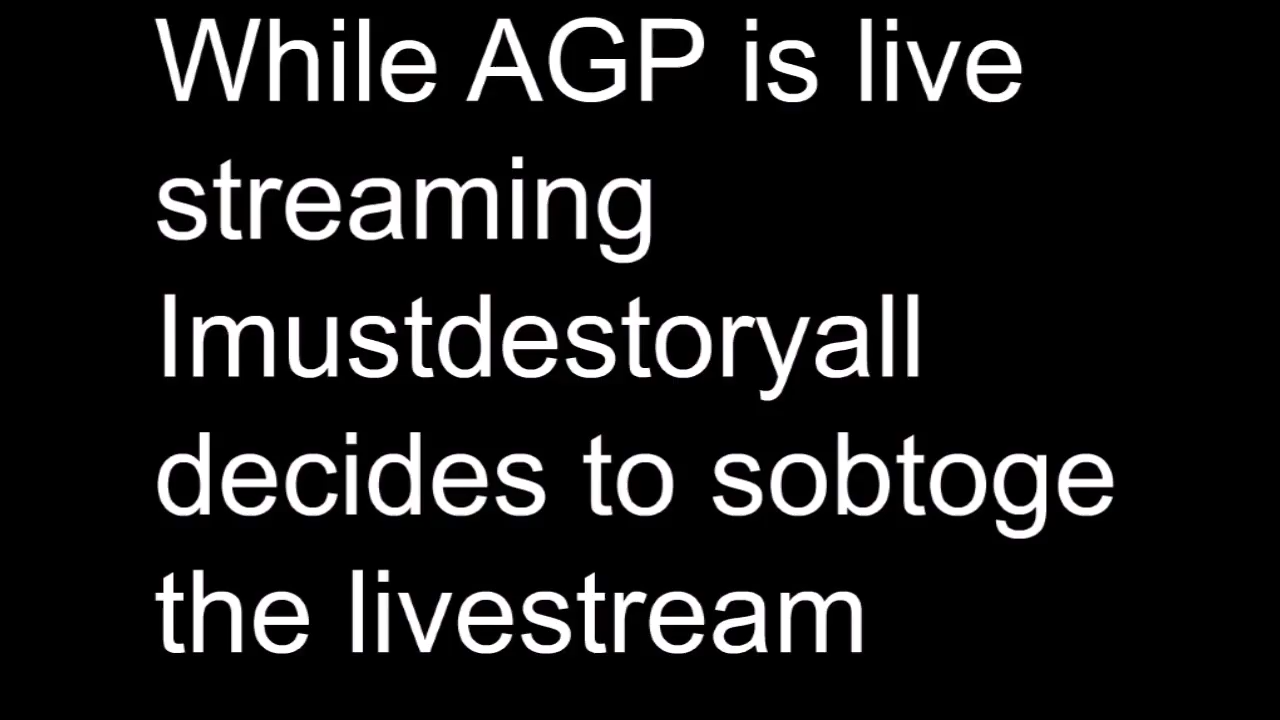 While AGP is live
streaming
Imustdestoryall
decides to sobtoge
the livestream